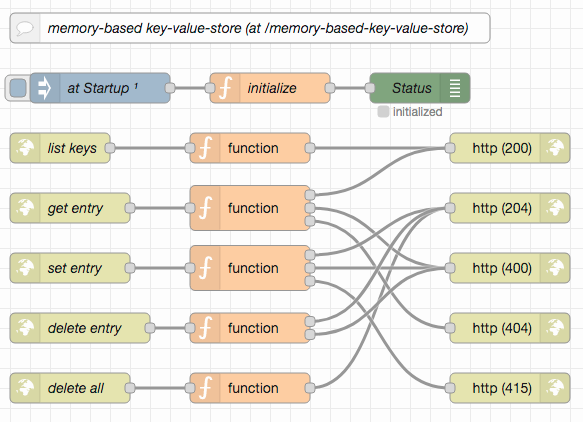 memory-based key-value-store (at /memory-based-key-value-store)
at Startup ¹ initialize Status
initialized
list keys function http (200)
get entry function http (204)
set entry function http (400)
delete entry function http (404)
delete all function http (415)